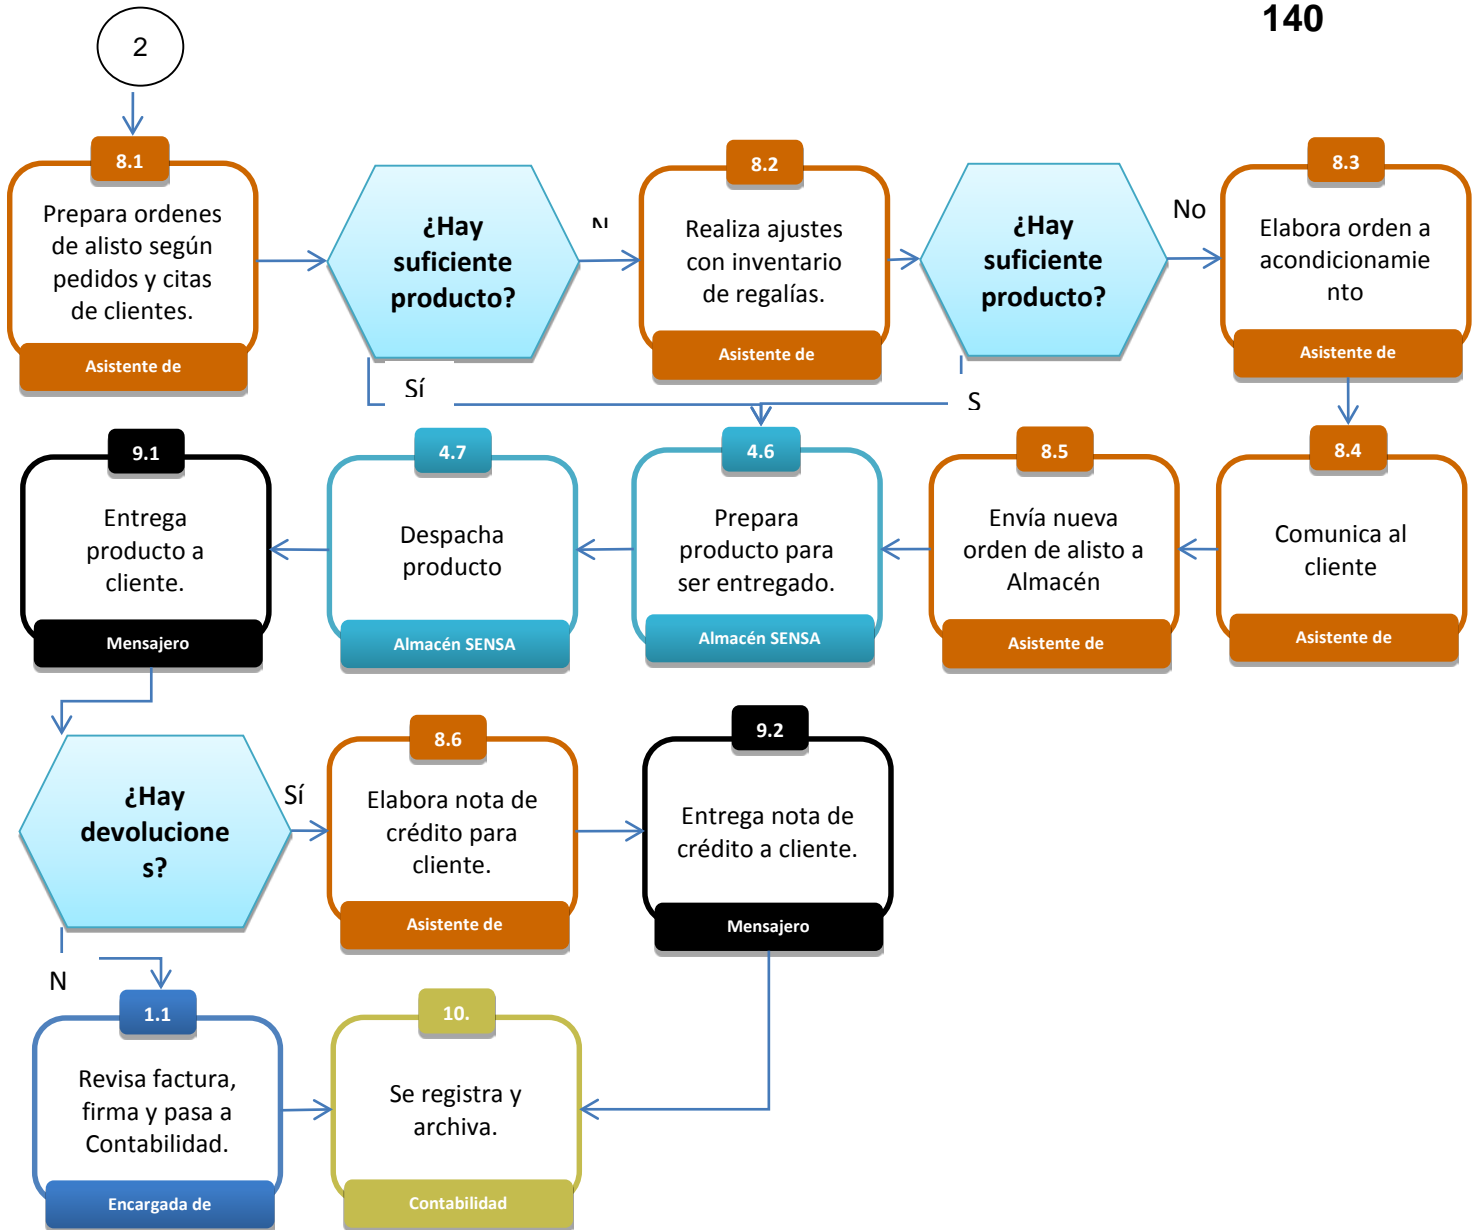 140
2
8.1
Prepara ordenes
de alisto según
pedidos y citas
de clientes.
Asistente de
¿Hay
suficiente
producto?
N
Sí
8.2
Realiza ajustes
con inventario
de regalías.
Asistente de
¿Hay
suficiente
producto?
No
S
8.3
Elabora orden a
acondicionamie
nto
Asistente de
9.1
Entrega
producto a
cliente.
Mensajero
4.7
Despacha
producto
Almacén SENSA
4.6
Prepara
producto para
ser entregado.
Almacén SENSA
8.5
Envía nueva
orden de alisto a
Almacén
Asistente de
8.4
Comunica al
cliente
Asistente de
¿Hay
devolucione
s?
Sí
N
8.6
Elabora nota de
crédito para
cliente.
Asistente de
9.2
Entrega nota de
crédito a cliente.
Mensajero
1.1
Revisa factura,
firma y pasa a
Contabilidad.
Encargada de
10.
Se registra y
archiva.
Contabilidad